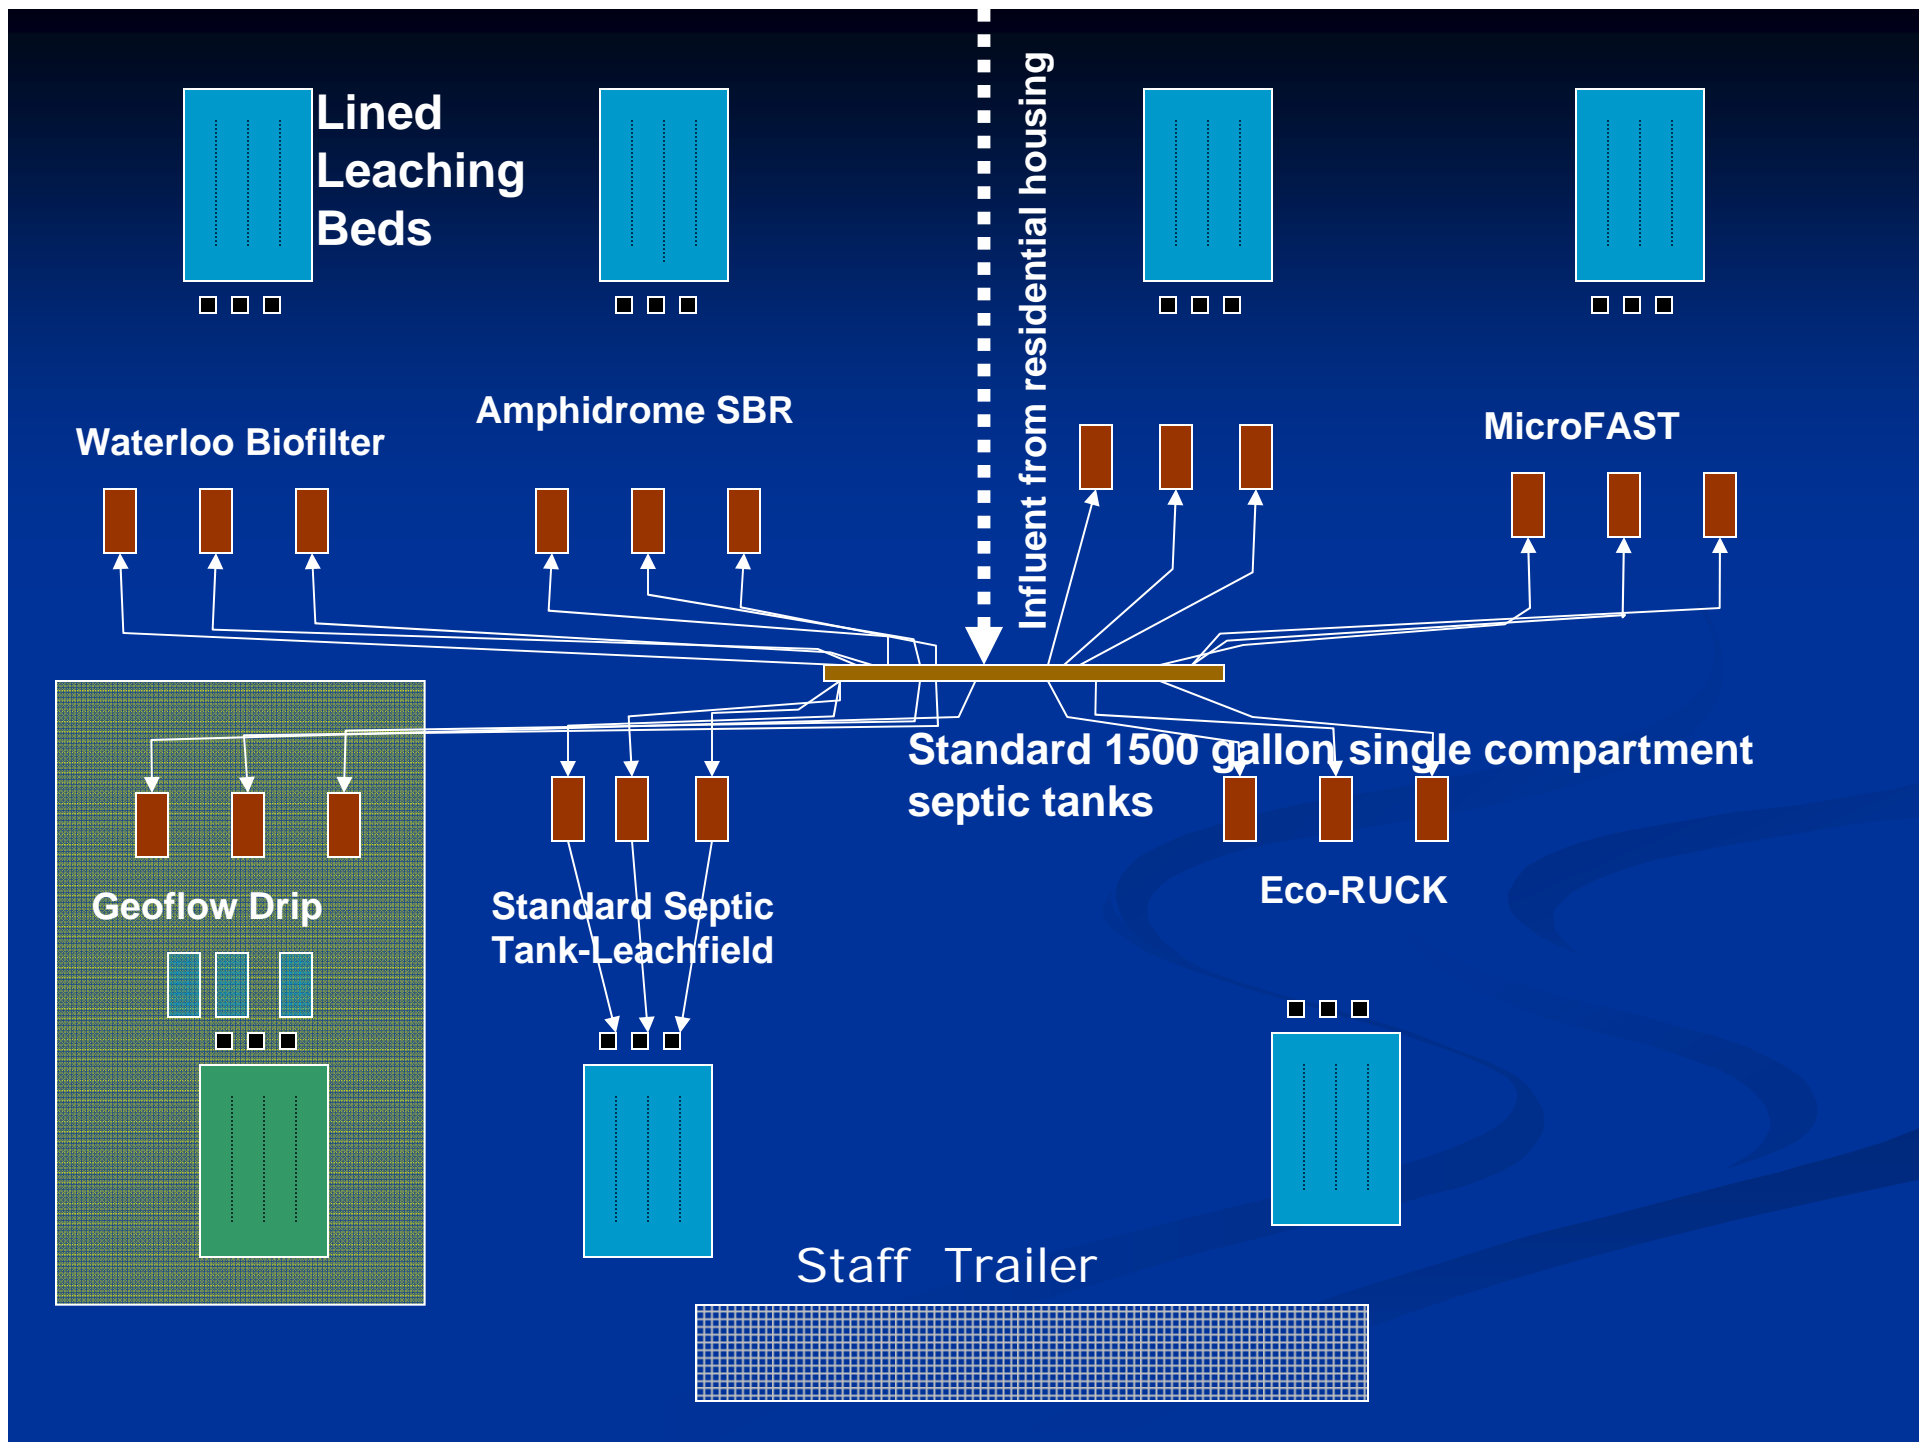 Lined
Leaching
Beds
Influent from residential housing
Amphidrome SBR
MicroFAST
Waterloo Biofilter
Standard 1500 gallon single compartment
septic tanks
Geoflow Drip
Standard Septic
Tank-Leachfield
Eco-RUCK
Staff Trailer